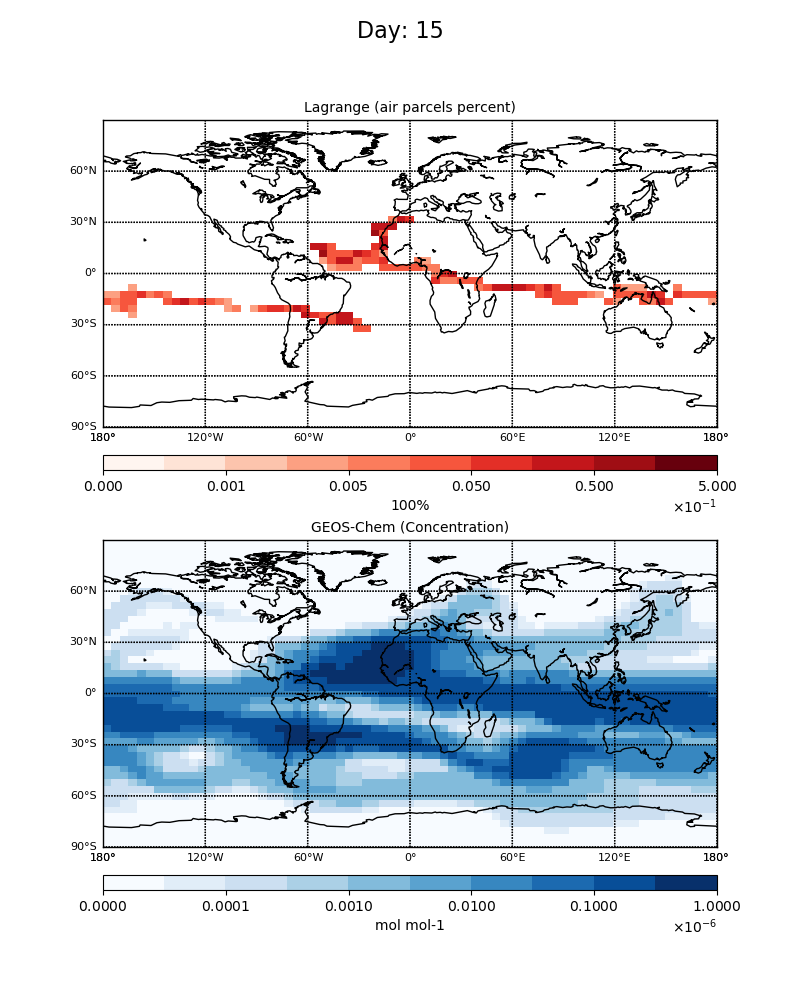 Day: 15
Lagrange (air parcels percent)
60°N
30°N
0°
30°S
60°S
90°S
180° 120°W 60°W 0° 60°E 120°E 180°
0.000 0.001 0.005 0.050 0.500 5.000
100% ×10⁻¹
GEOS-Chem (Concentration)
60°N
30°N
0°
30°S
60°S
90°S
180° 120°W 60°W 0° 60°E 120°E 180°
0.0000 0.0001 0.0010 0.0100 0.1000 1.0000
mol mol-1 ×10⁻⁶